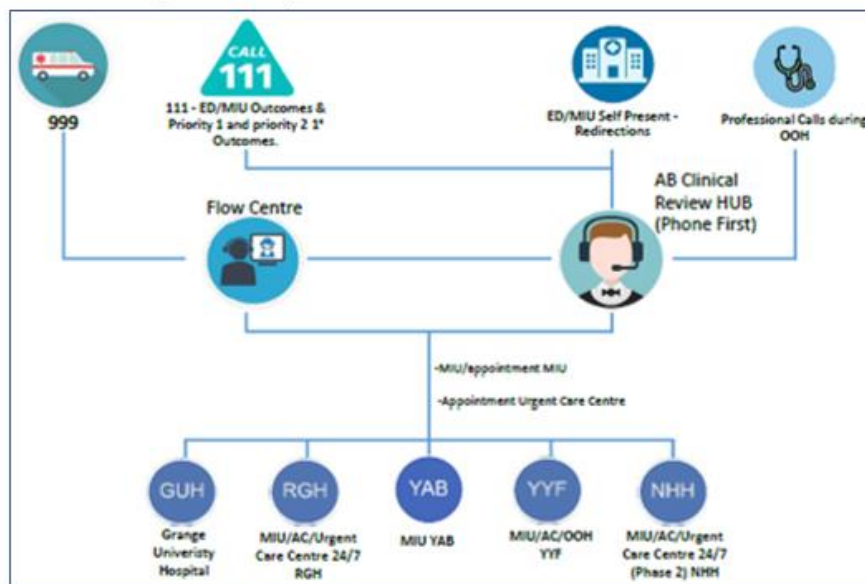 CALL
111
999
111 - ED/MIU Outcomes &
Priority 1 and priority 2 1*
Outcomes.
ED/MIU Self Present -
Redirections
Professional Calls during
OOH
Flow Centre
AB Clinical
Review HUB
(Phone First)
-MIU/appointment MIU
-Appointment Urgent Care Centre
GUH
RGH
YAB
YYF
NHH
Grange
Univeristy
Hospital
MIU/AC/Urgent
Care Centre 24/7
RGH
MIU YAB
MIU/AC/OOH
YYF
MIU/AC/Urgent
Care Centre 24/7
(Phase 2) NHH